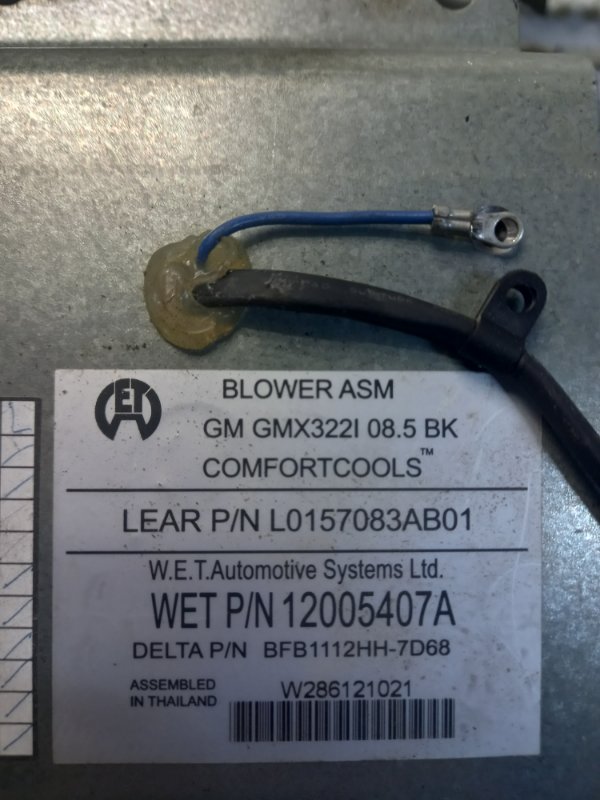 WET
BLOWER ASM
GM GMX322I 08.5 BK
COMFORTCOOLS™
LEAR P/N L0157083AB01
W.E.T.Automotive Systems Ltd.
WET P/N 12005407A
DELTA P/N BFB1112HH-7D68
ASSEMBLED
IN THAILAND
W286121021